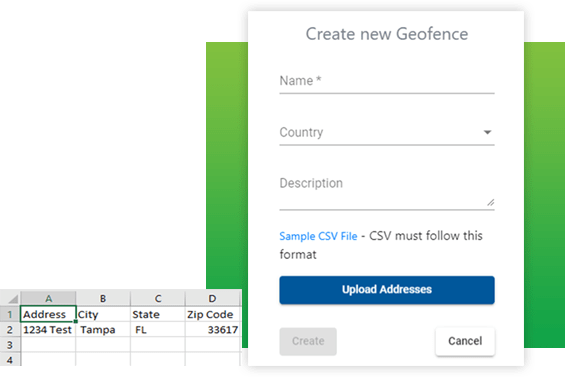 Create new Geofence
Name *
Country
Description
Sample CSV File - CSV must follow this
format
Upload Addresses
Create Cancel
A B C D
1 Address City State Zip Code
2 1234 Test Tampa FL 33617
3
4